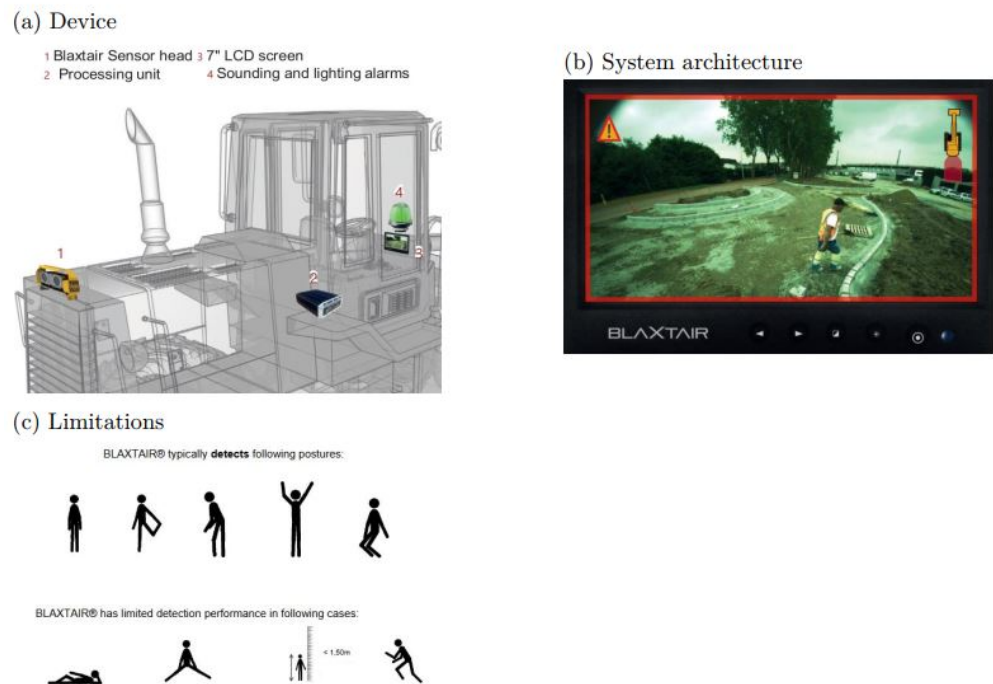 (a) Device
1 Blaxtair Sensor head 3 7" LCD screen
2 Processing unit 4 Sounding and lighting alarms
1
2
3
4
(b) System architecture
BLAXTAIR
(c) Limitations
BLAXTAIR® typically detects following postures:
BLAXTAIR® has limited detection performance in following cases:
< 1,50m